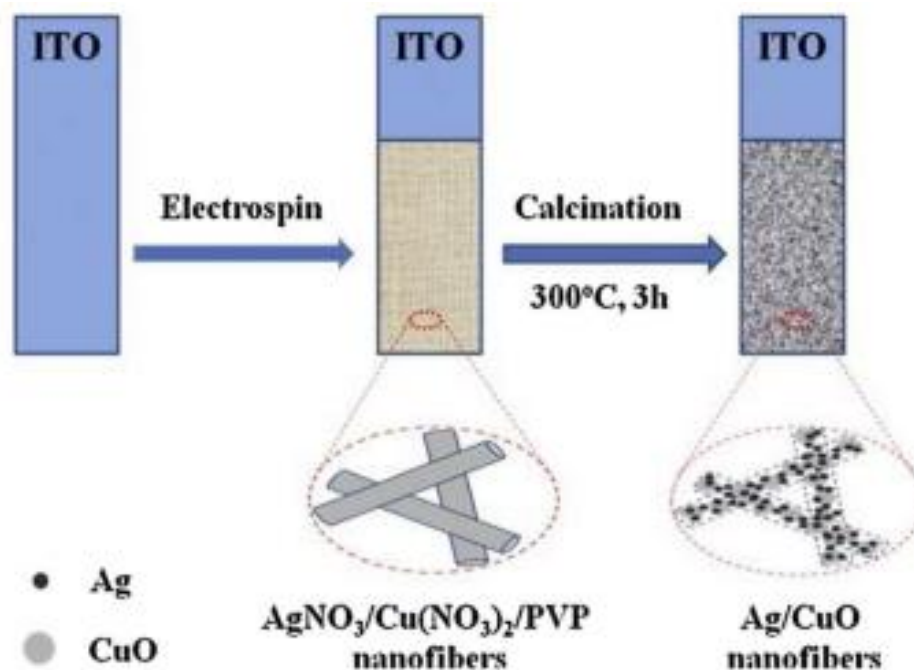 ITO
ITO
ITO
Electrospin
Calcination
300°C, 3h
Ag
CuO
AgNO₃/Cu(NO₃)₂/PVP
nanofibers
Ag/CuO
nanofibers